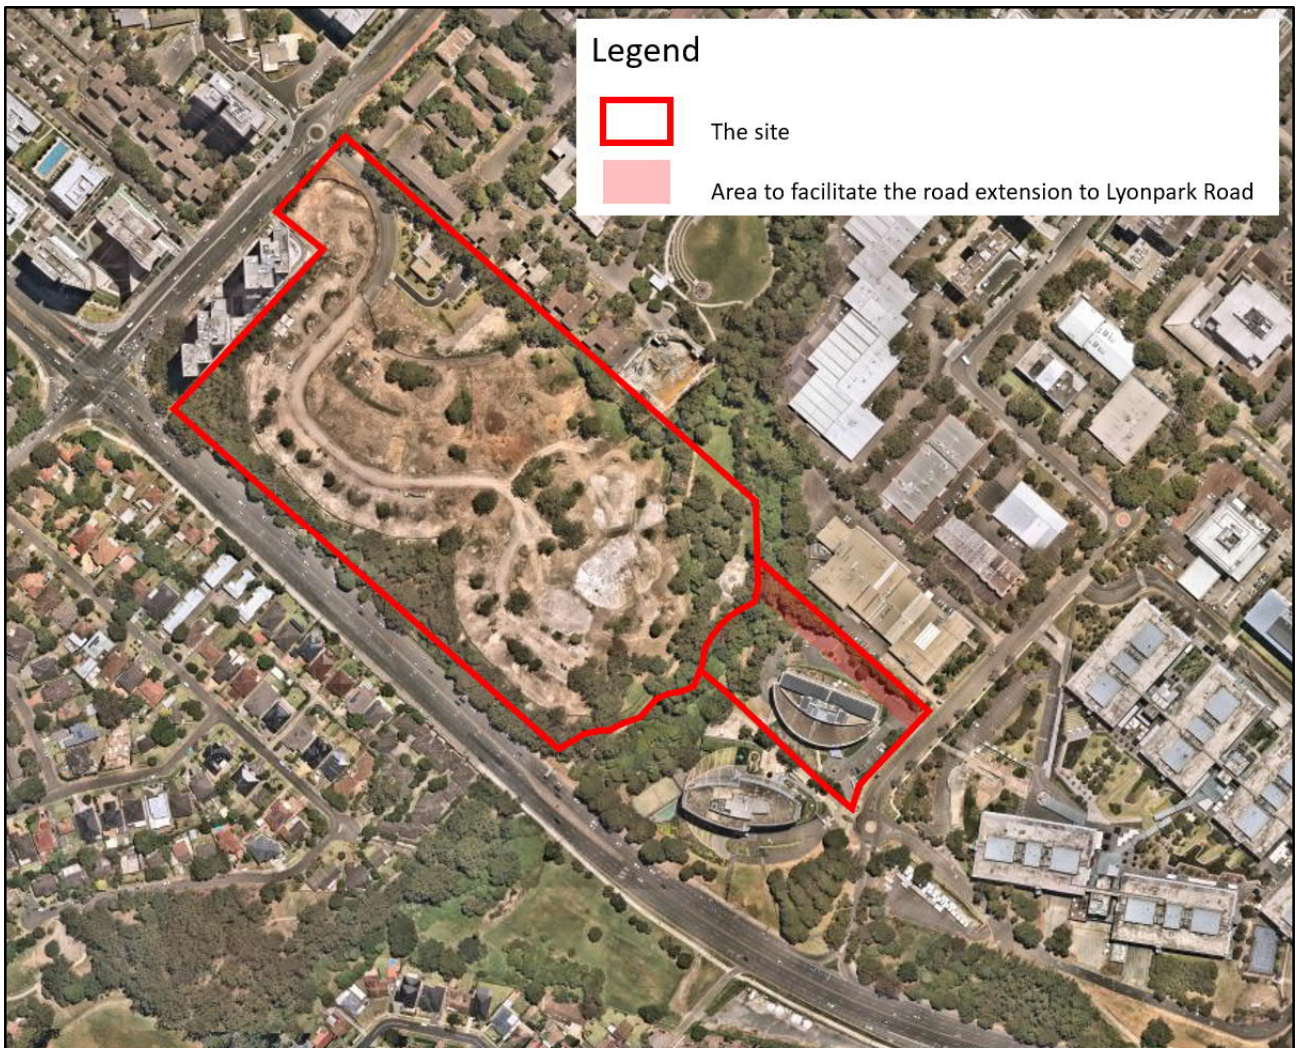 Legend
The site
Area to facilitate the road extension to Lyonpark Road